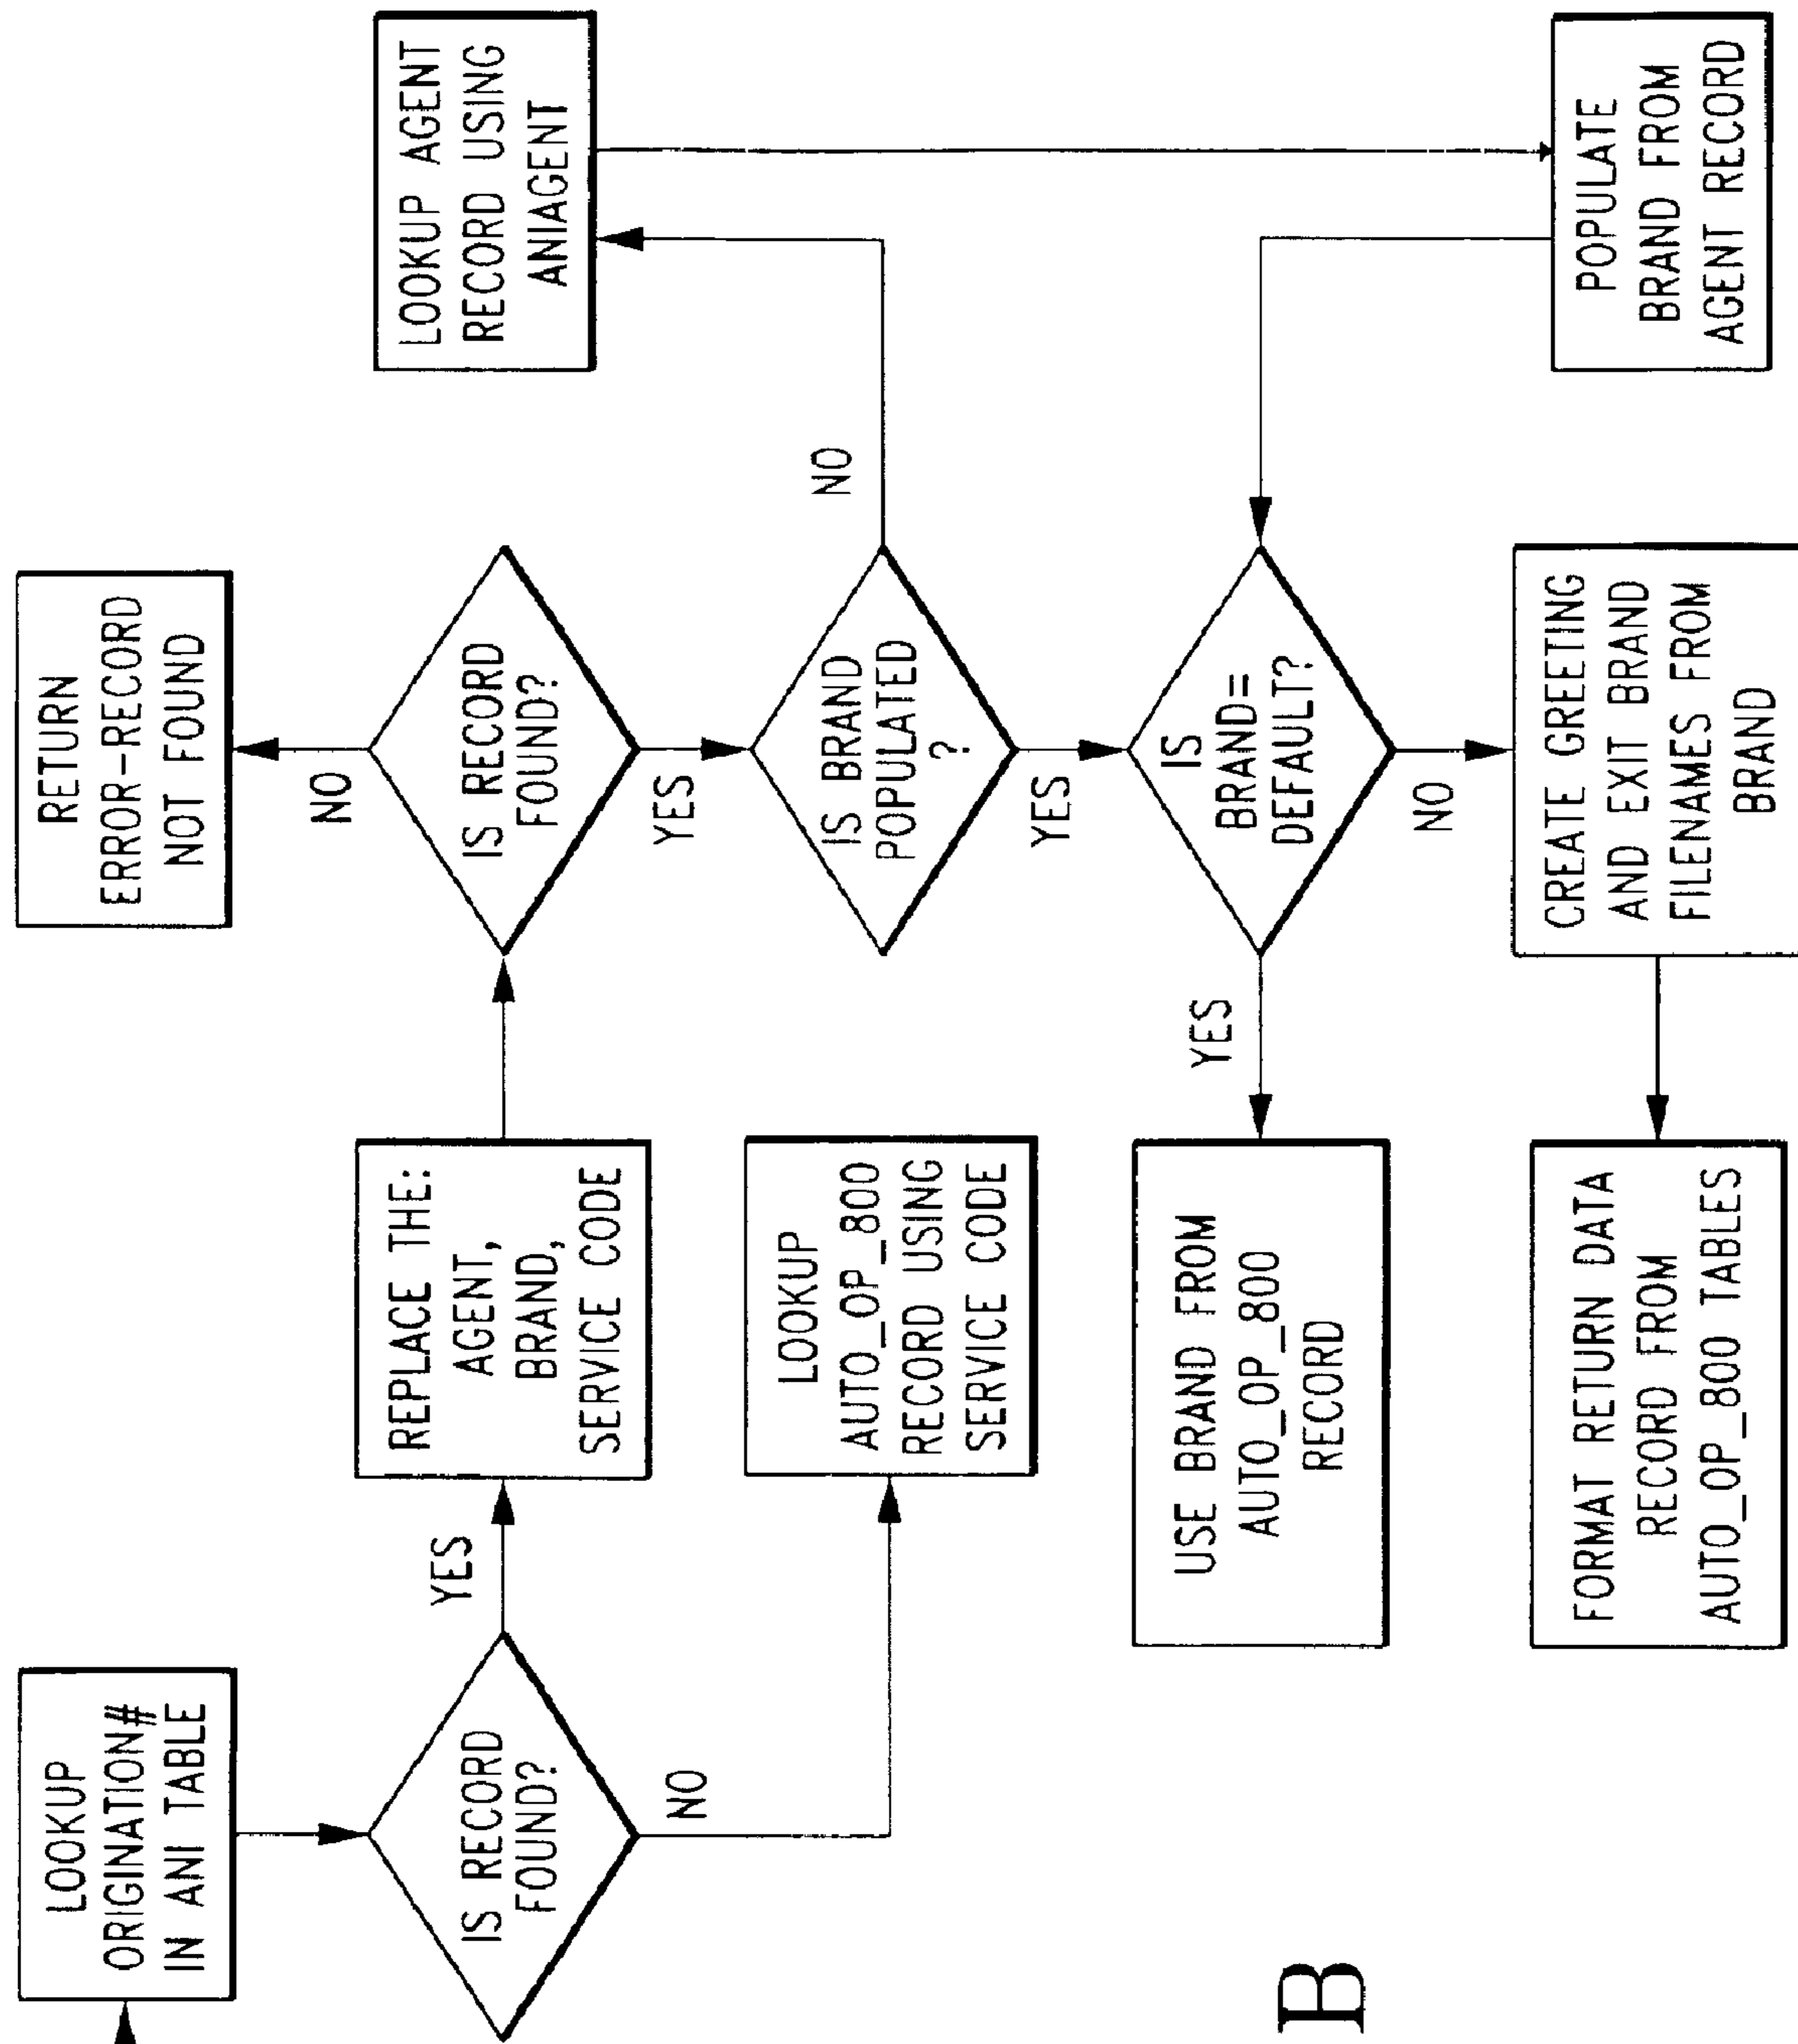 LOOKUP
ORIGINATION#
IN ANI TABLE
IS RECORD
FOUND?
YES
NO
REPLACE THE:
AGENT,
BRAND,
SERVICE CODE
LOOKUP
AUTO_OP_800
RECORD USING
SERVICE CODE
RETURN
ERROR-RECORD
NOT FOUND
NO
IS RECORD
FOUND?
YES
IS BRAND
POPULATED
?
NO
YES
LOOKUP AGENT
RECORD USING
ANIAGENT
POPULATE
BRAND FROM
AGENT RECORD
IS
BRAND=
DEFAULT?
YES
NO
USE BRAND FROM
AUTO_OP_800
RECORD
CREATE GREETING
AND EXIT BRAND
FILENAMES FROM
BRAND
FORMAT RETURN DATA
RECORD FROM
AUTO_OP_800 TABLES
B